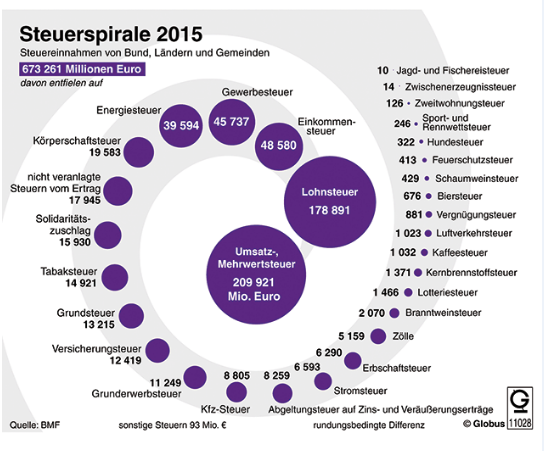 Steuerspirale 2015
Steuereinnahmen von Bund, Ländern und Gemeinden
673 261 Millionen Euro
davon entfielen auf
Umsatz-,
Mehrwertsteuer
209 921
Mio. Euro
Lohnsteuer
178 891
Einkommen-
steuer
48 580
Gewerbesteuer
45 737
Energiesteuer
39 594
Körperschaftsteuer
19 583
nicht veranlagte
Steuern vom Ertrag
17 945
Solidaritäts-
zuschlag
15 930
Tabaksteuer
14 921
Grundsteuer
13 215
Versicherungsteuer
12 419
11 249
Grunderwerbsteuer
8 805
Kfz-Steuer
8 259
Abgeltungsteuer auf Zins- und Veräußerungserträge
6 593
Stromsteuer
6 290
Erbschaftsteuer
5 159 Zölle
2 070 Branntweinsteuer
1 466 Lotteriesteuer
1 371 Kernbrennstoffsteuer
1 032 Kaffeesteuer
1 023 Luftverkehrsteuer
881 Vergnügungsteuer
676 Biersteuer
429 Schaumweinsteuer
413 Feuerschutzsteuer
322 Hundesteuer
246 Sport- und
Rennwettsteuer
126 Zweitwohnungsteuer
14 Zwischenerzeugnissteuer
10 Jagd- und Fischereisteuer
Quelle: BMF
sonstige Steuern 93 Mio. €
rundungsbedingte Differenz
© Globus
G
11028